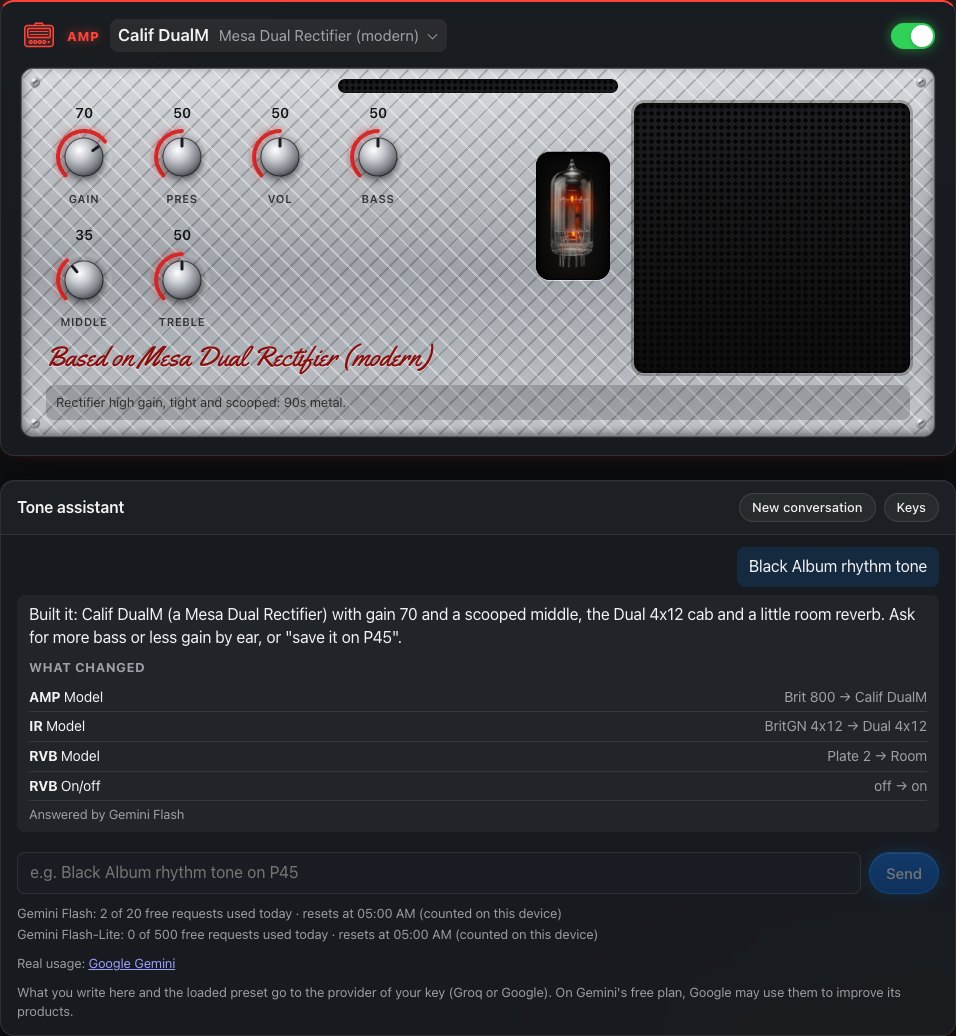 AMP Calif DualM Mesa Dual Rectifier (modern)
70 50 50 50
GAIN PRES VOL BASS
35 50
MIDDLE TREBLE
Based on Mesa Dual Rectifier (modern)
Rectifier high gain, tight and scooped: 90s metal.
Tone assistant New conversation Keys
Black Album rhythm tone
Built it: Calif DualM (a Mesa Dual Rectifier) with gain 70 and a scooped middle, the Dual 4x12 cab and a little room reverb. Ask
for more bass or less gain by ear, or "save it on P45".
WHAT CHANGED
AMP Model Brit 800 → Calif DualM
IR Model BritGN 4x12 → Dual 4x12
RVB Model Plate 2 → Room
RVB On/off off → on
Answered by Gemini Flash
e.g. Black Album rhythm tone on P45 Send
Gemini Flash: 2 of 20 free requests used today · resets at 05:00 AM (counted on this device)
Gemini Flash-Lite: 0 of 500 free requests used today · resets at 05:00 AM (counted on this device)
Real usage: Google Gemini
What you write here and the loaded preset go to the provider of your key (Groq or Google). On Gemini's free plan, Google may use them to improve its
products.